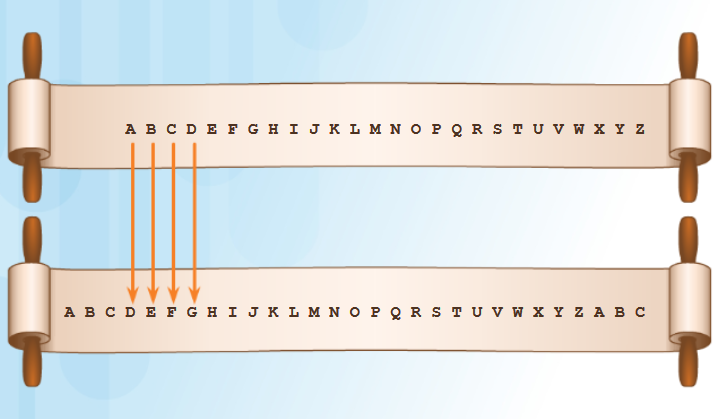 A B C D E F G H I J K L M N O P Q R S T U V W X Y Z
A B C D E F G H I J K L M N O P Q R S T U V W X Y Z A B C